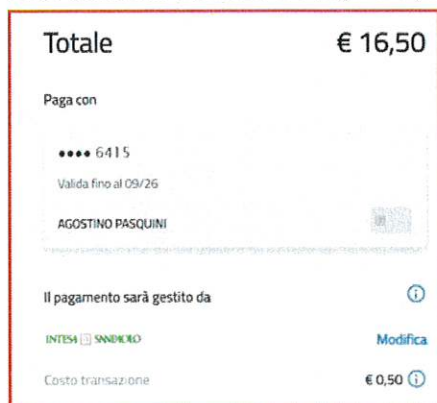 Totale € 16,50
Paga con
•••• 6415
Valida fino al 09/26
AGOSTINO PASQUINI
Il pagamento sarà gestito da
INTESA SANPAOLO
Modifica
Costo transazione € 0,50